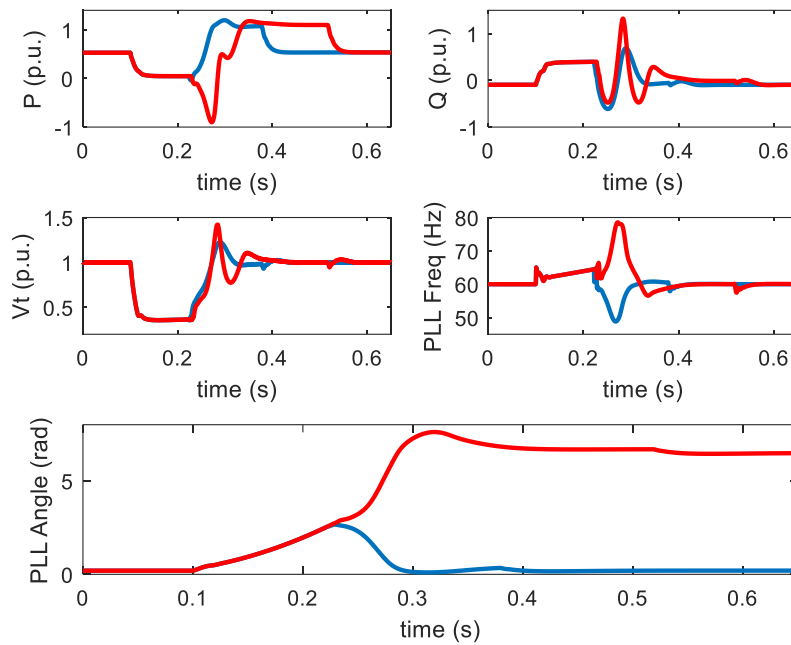 P (p.u.)
1
0
-1
0 0.2 0.4 0.6
time (s)
Q (p.u.)
1
0
-1
0 0.2 0.4 0.6
time (s)
Vt (p.u.)
1.5
1
0.5
0 0.2 0.4 0.6
time (s)
PLL Freq (Hz)
80
70
60
50
0 0.2 0.4 0.6
time (s)
PLL Angle (rad)
5
0
0 0.1 0.2 0.3 0.4 0.5 0.6
time (s)